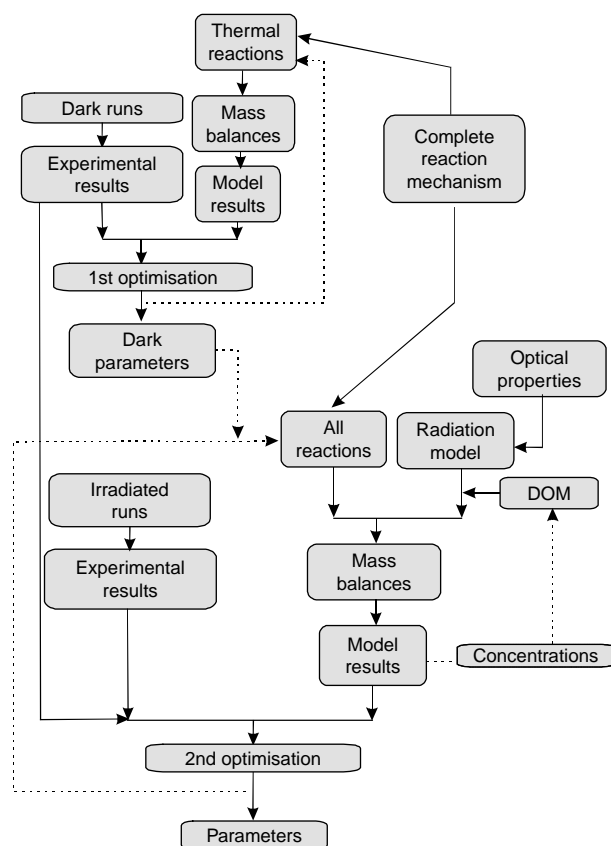 Thermal
reactions
Dark runs
Mass
balances
Complete
reaction
mechanism
Experimental
results
Model
results
1st optimisation
Dark
parameters
Optical
properties
All
reactions
Radiation
model
Irradiated
runs
DOM
Experimental
results
Mass
balances
Model
results
Concentrations
2nd optimisation
Parameters